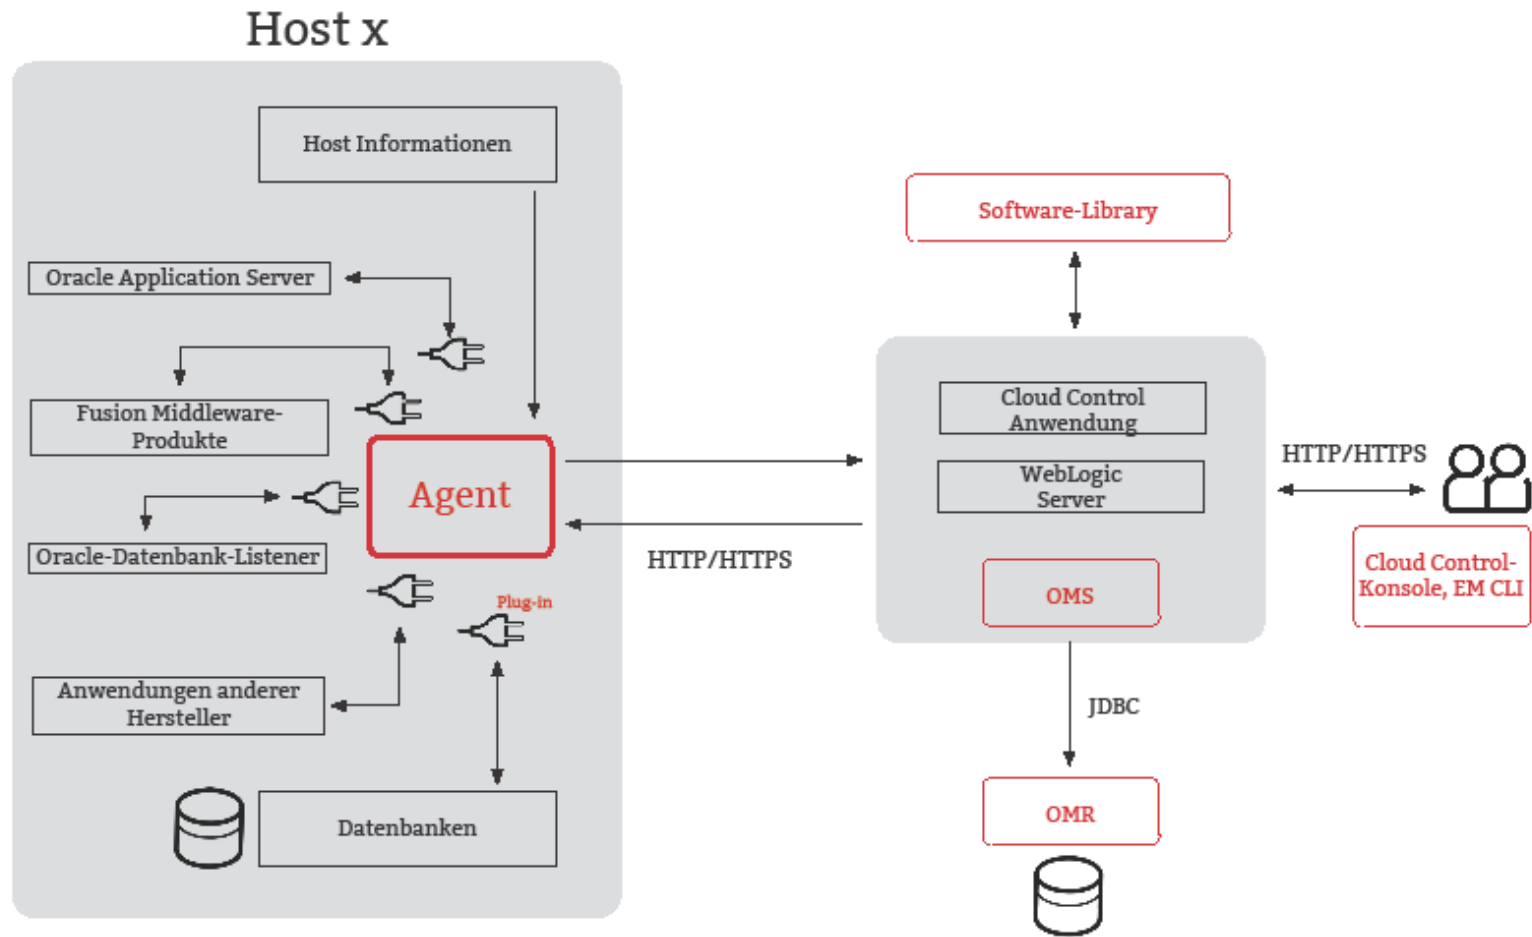 Host x
Host Informationen
Oracle Application Server
Fusion Middleware-
Produkte
Agent
Oracle-Datenbank-Listener
Plug-in
Anwendungen anderer
Hersteller
Datenbanken
HTTP/HTTPS
Software-Library
Cloud Control
Anwendung
WebLogic
Server
OMS
JDBC
OMR
HTTP/HTTPS
Cloud Control-
Konsole, EM CLI